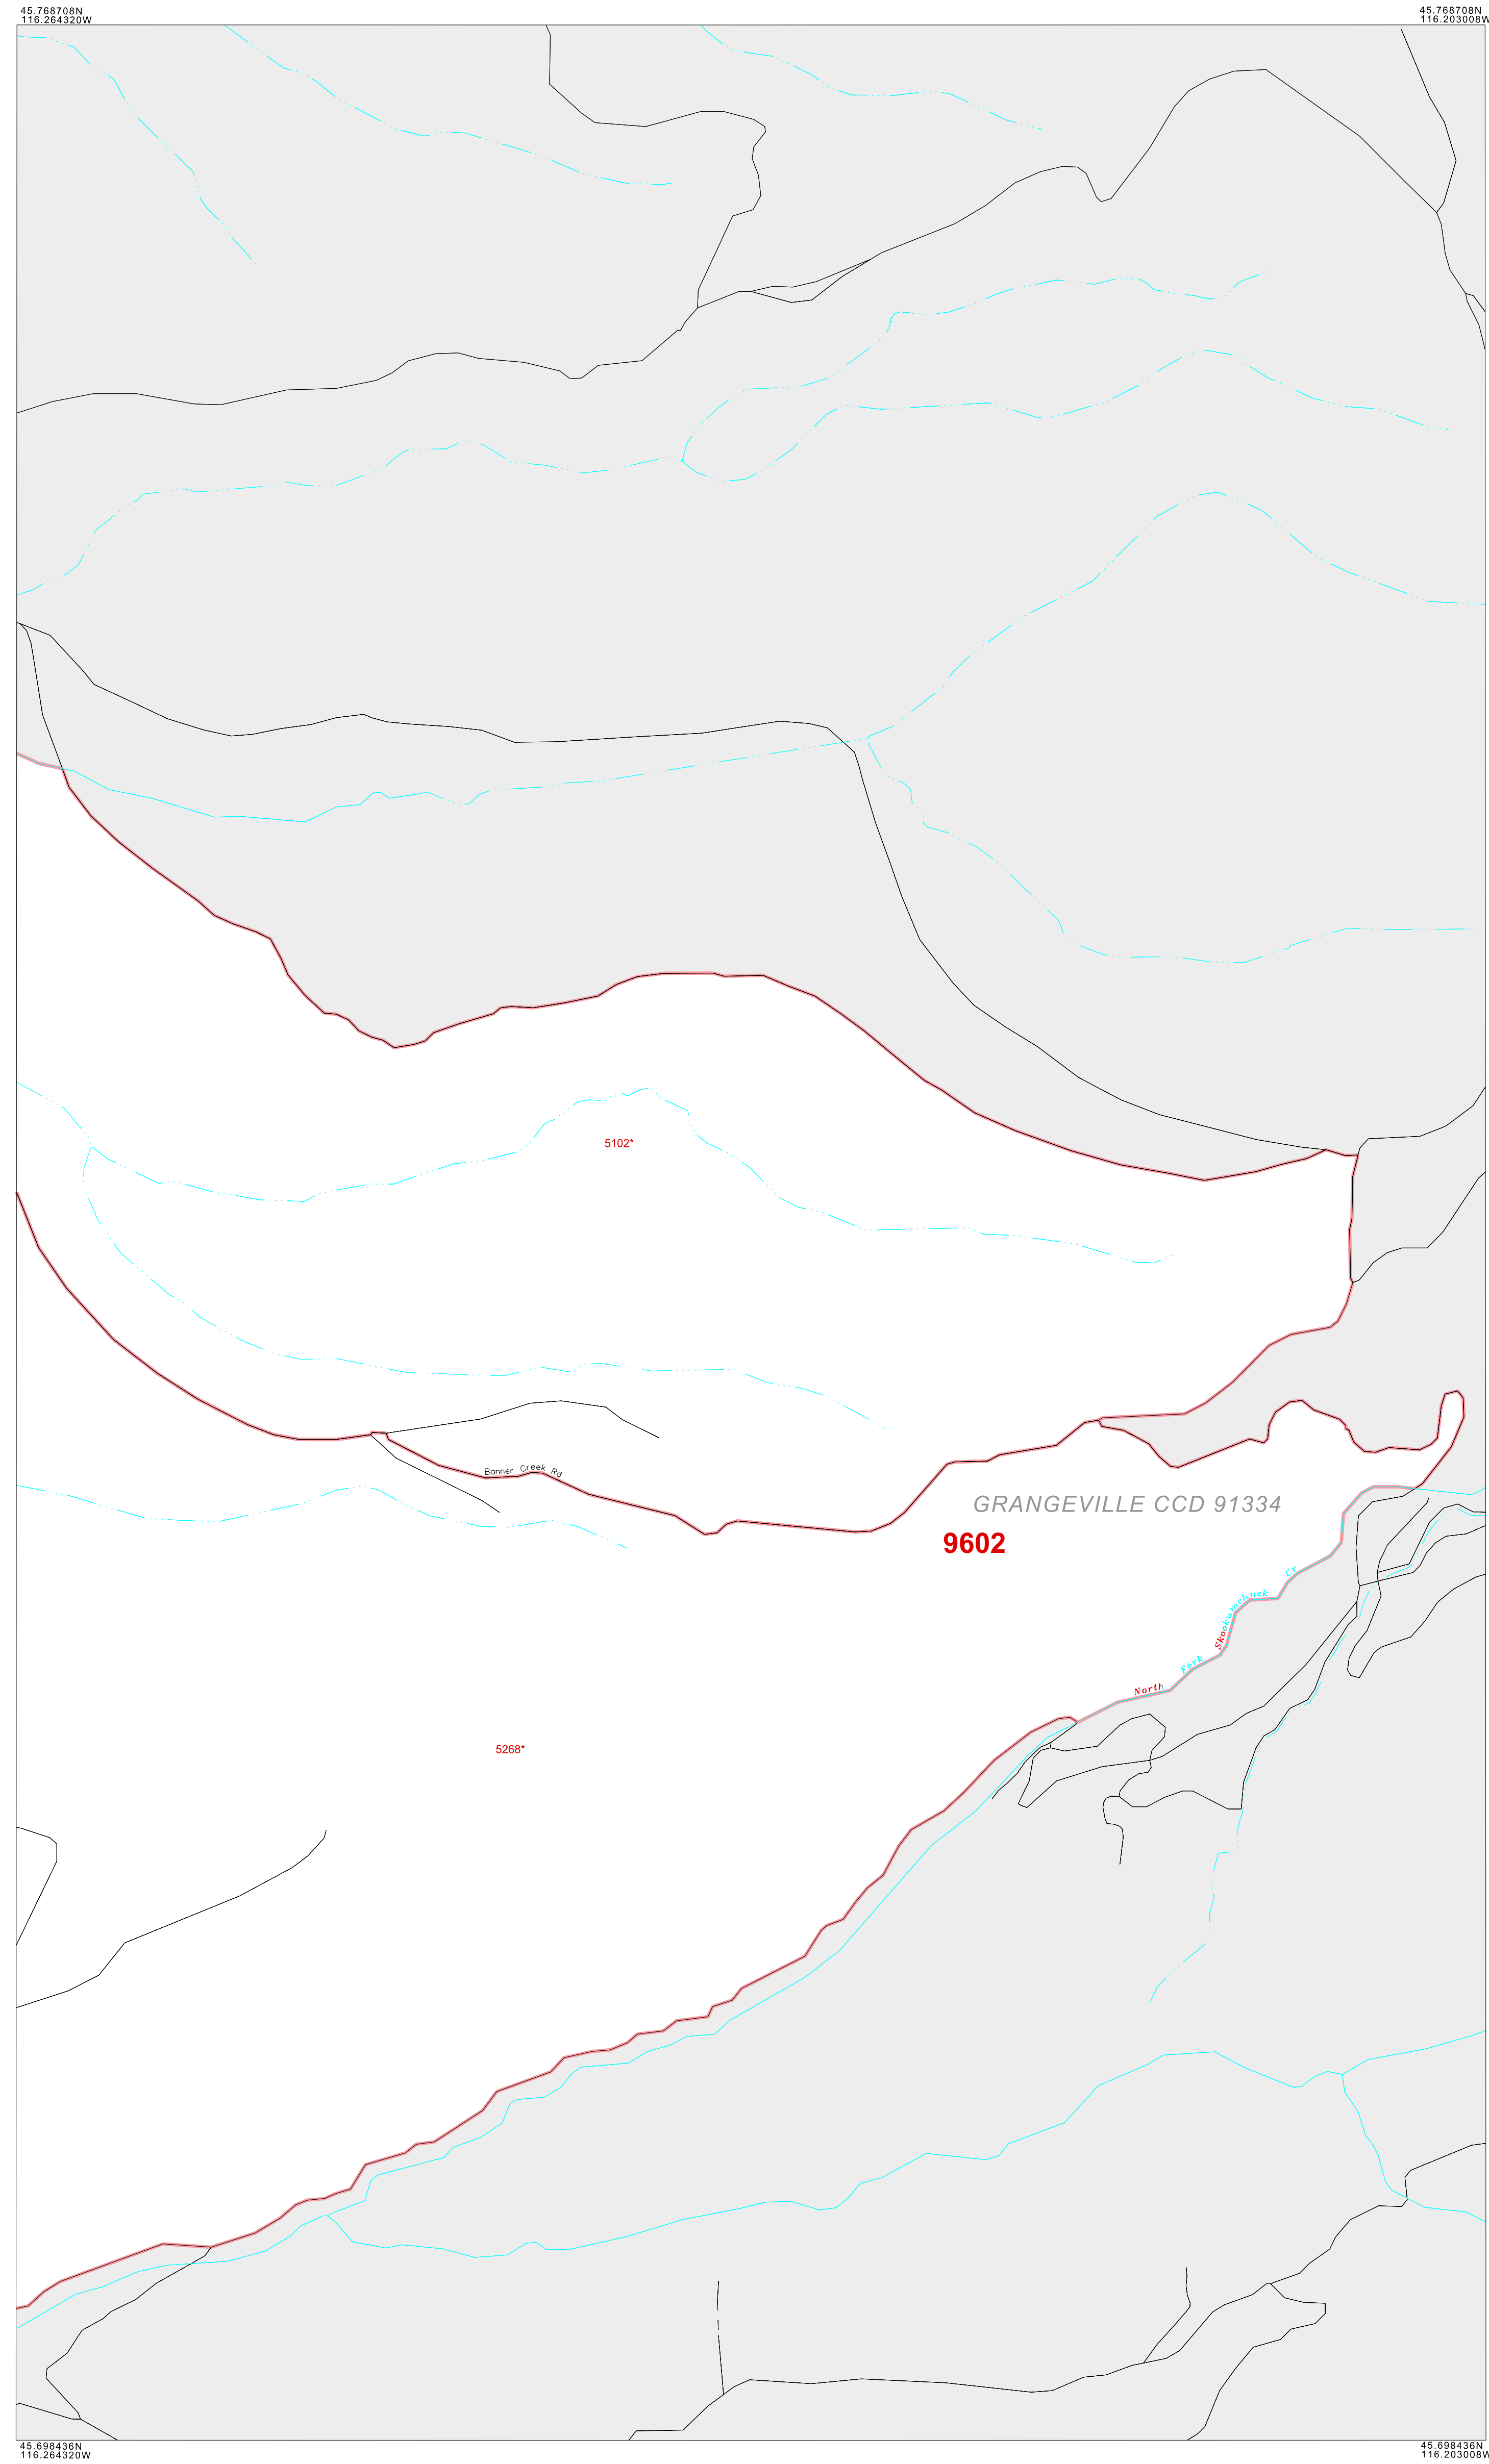 45.768708N
116.264320W
45.768708N
116.203008W
5102*
Banner Creek Rd
GRANGEVILLE CCD 91334
9602
North Fork Skookumchuck Cr
5268*
45.698436N
116.264320W
45.698436N
116.203008W